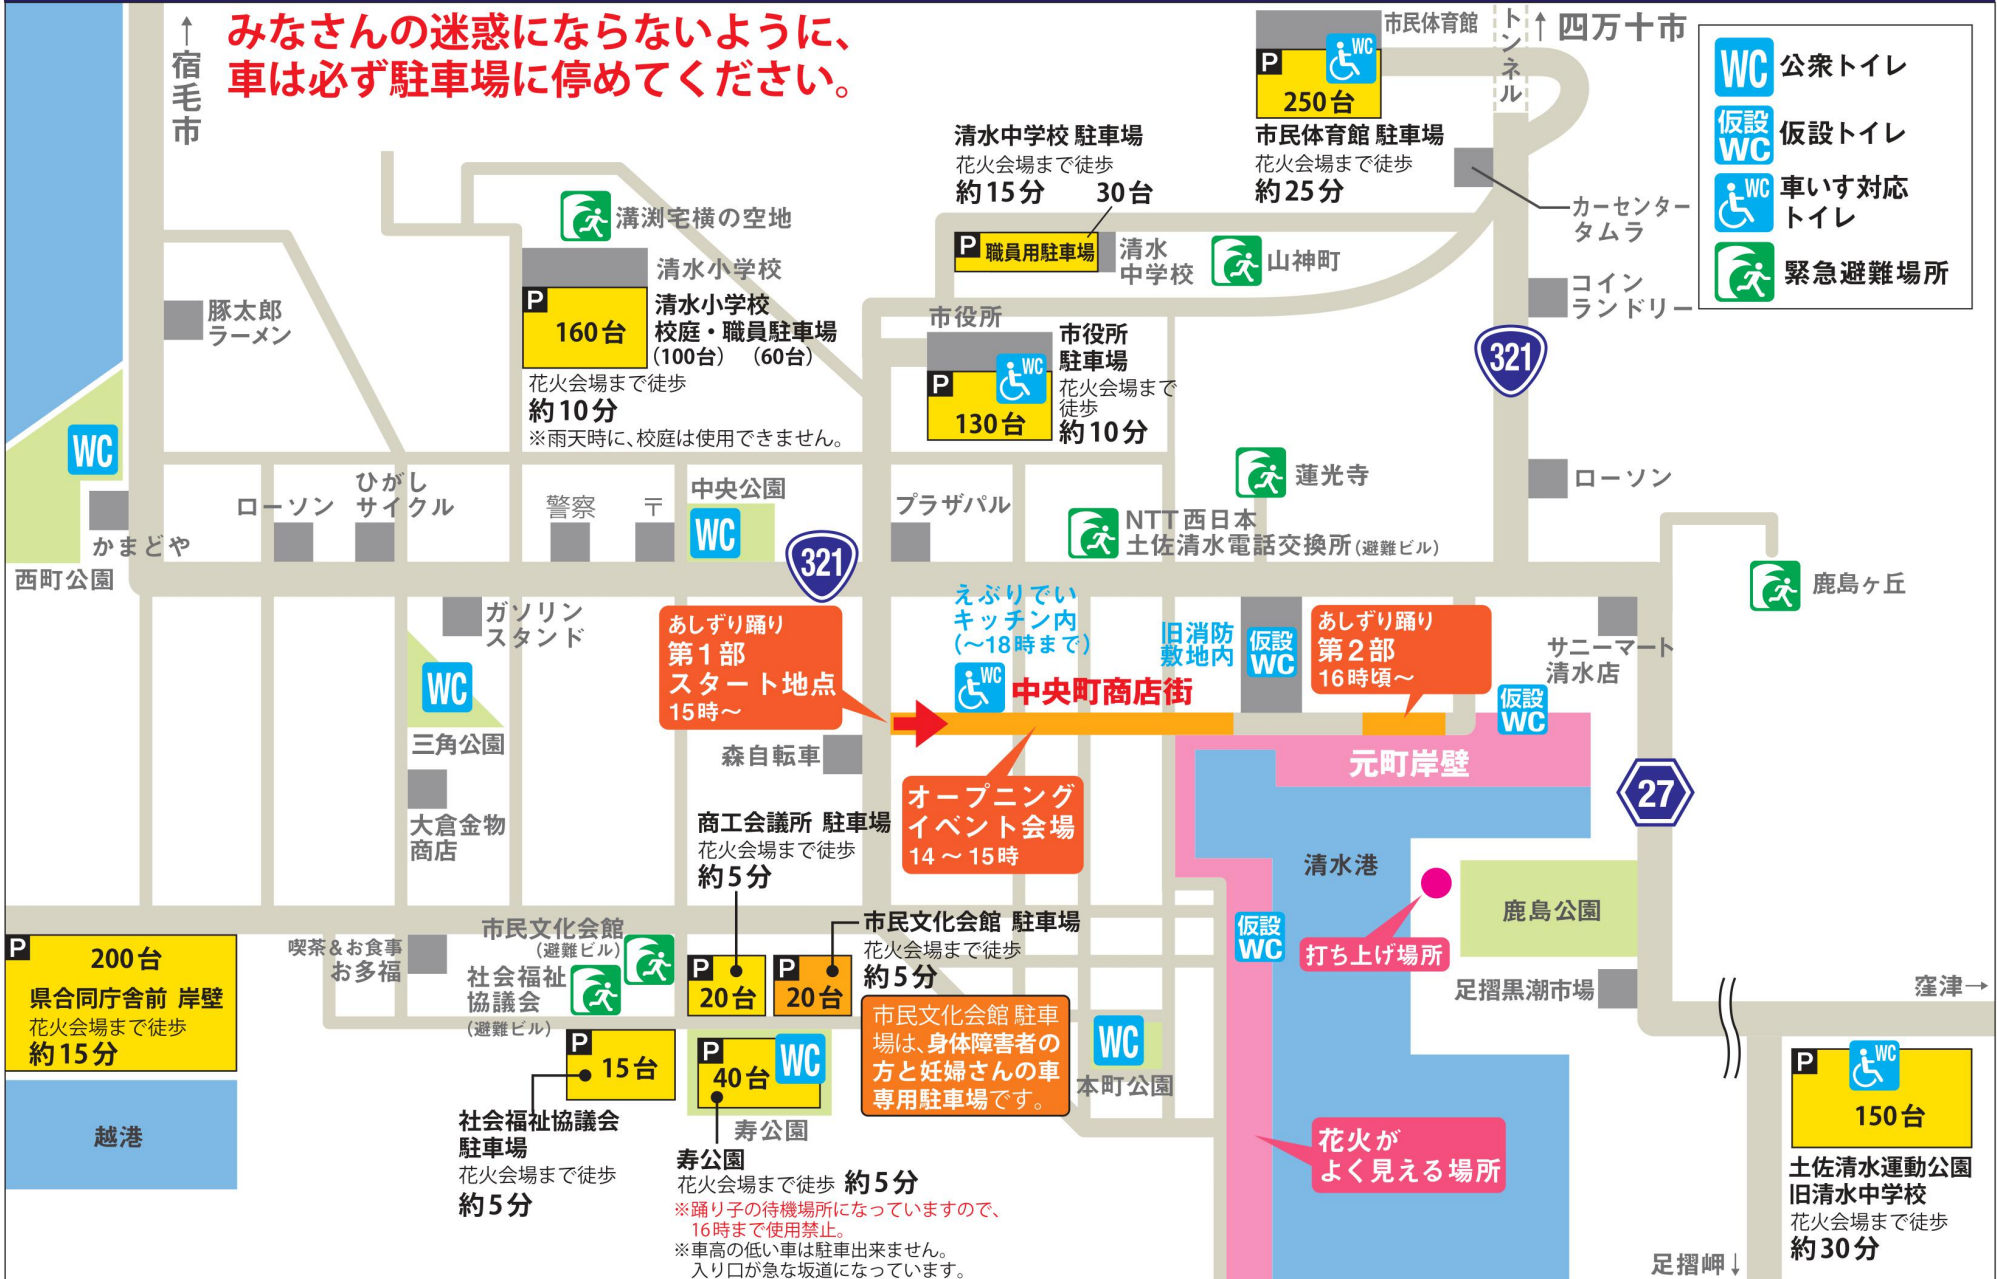 みなさんの迷惑にならないように、
車は必ず駐車場に停めてください。
↑宿毛市
市民体育館
トンネル
↑四万十市
WC 公衆トイレ
仮設WC 仮設トイレ
WC 車いす対応
トイレ
緊急避難場所
P
WC
250台
市民体育館 駐車場
花火会場まで徒歩
約25分
カーセンター
タムラ
清水中学校 駐車場
花火会場まで徒歩
約15分 30台
P 職員用駐車場
清水
中学校
山神町
コイン
ランドリー
321
溝渕宅横の空地
清水小学校
P
160台
清水小学校
校庭・職員駐車場
(100台) (60台)
花火会場まで徒歩
約10分
※雨天時に、校庭は使用できません。
豚太郎
ラーメン
市役所
P
WC
130台
市役所
駐車場
花火会場まで
徒歩
約10分
WC
かまどや
西町公園
ローソン
ひがし
サイクル
警察
〒
中央公園
WC
321
プラザパル
蓮光寺
NTT西日本
土佐清水電話交換所(避難ビル)
ローソン
鹿島ヶ丘
ガソリン
スタンド
WC
三角公園
大倉金物
商店
あしずり踊り
第1部
スタート地点
15時~
えぶりでい
キッチン内
(~18時まで)
WC
中央町商店街
旧消防
敷地内
仮設
WC
あしずり踊り
第2部
16時頃~
サニーマート
清水店
仮設
WC
森自転車
オープニング
イベント会場
14~15時
元町岸壁
27
清水港
鹿島公園
打ち上げ場所
仮設
WC
足摺黒潮市場
窪津→
商工会議所 駐車場
花火会場まで徒歩
約5分
市民文化会館 駐車場
花火会場まで徒歩
約5分
P
200台
県合同庁舎前 岸壁
花火会場まで徒歩
約15分
越港
喫茶&お食事
お多福
市民文化会館
(避難ビル)
社会福祉
協議会
(避難ビル)
P
20台
P
20台
市民文化会館 駐車
場は、身体障害者の
方と妊婦さんの車
専用駐車場です。
WC
本町公園
P
15台
社会福祉協議会
駐車場
花火会場まで徒歩
約5分
P
WC
40台
寿公園
寿公園
花火会場まで徒歩 約5分
※踊り子の待機場所になっていますので、
16時まで使用禁止。
※車高の低い車は駐車出来ません。
入り口が急な坂道になっています。
花火が
よく見える場所
P
WC
150台
土佐清水運動公園
旧清水中学校
花火会場まで徒歩
約30分
足摺岬↓